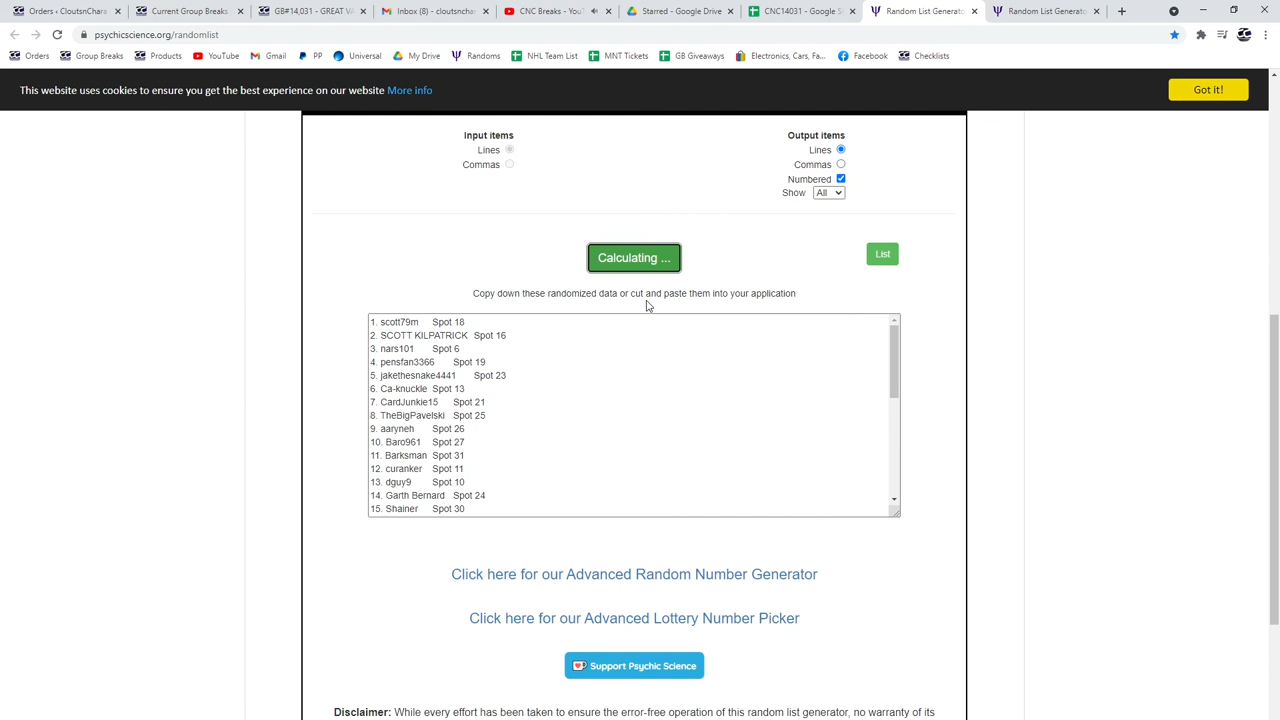 Orders ‹ CloutsnChara
Current Group Breaks
GB#14,031 - GREAT VA
Inbox (8) - cloutsnchar
CNC Breaks - YouT
Starred - Google Drive
CNC14031 - Google Sh
Random List Generato
Random List Generato
psychicscience.org/randomlist
Orders
Group Breaks
Products
YouTube
Gmail
PP
Universal
My Drive
Randoms
NHL Team List
MNT Tickets
GB Giveaways
Electronics, Cars, Fa...
Facebook
Checklists
This website uses cookies to ensure you get the best experience on our website More info
Got it!
Input items
Lines
Commas
Output items
Lines
Commas
Numbered
Show All
Calculating ...
List
Copy down these randomized data or cut and paste them into your application
1. scott79m Spot 18
2. SCOTT KILPATRICK Spot 16
3. nars101 Spot 6
4. pensfan3366 Spot 19
5. jakethesnake4441 Spot 23
6. Ca-knuckle Spot 13
7. CardJunkie15 Spot 21
8. TheBigPavelski Spot 25
9. aaryneh Spot 26
10. Baro961 Spot 27
11. Barksman Spot 31
12. curanker Spot 11
13. dguy9 Spot 10
14. Garth Bernard Spot 24
15. Shainer Spot 30
Click here for our Advanced Random Number Generator
Click here for our Advanced Lottery Number Picker
Support Psychic Science
Disclaimer: While every effort has been taken to ensure the error-free operation of this random list generator, no warranty of its